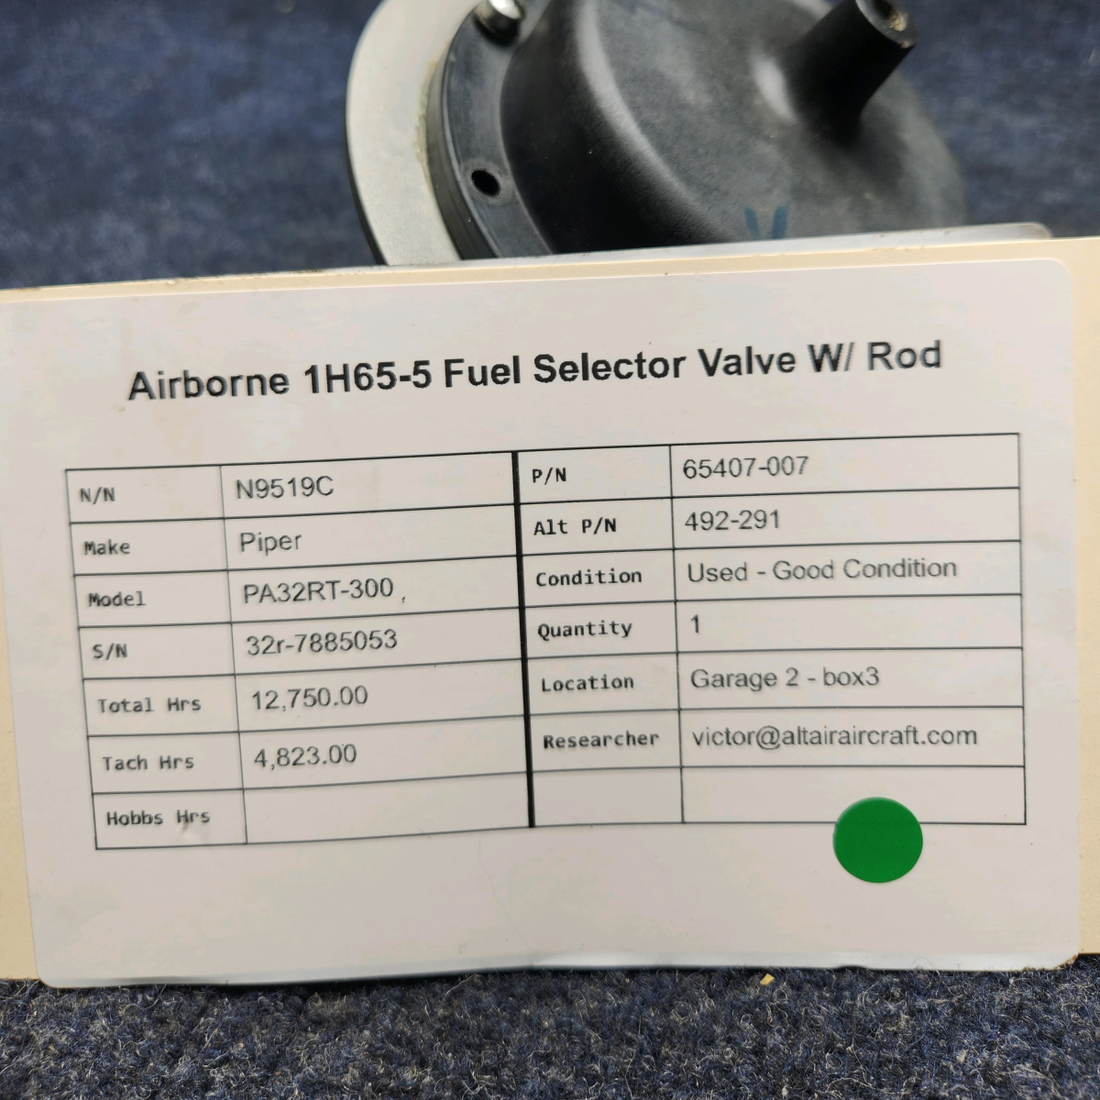 Airborne 1H65-5 Fuel Selector Valve W/ Rod
N/N N9519C P/N 65407-007
Make Piper Alt P/N 492-291
Model PA32RT-300 , Condition Used - Good Condition
S/N 32r-7885053 Quantity 1
Total Hrs 12,750.00 Location Garage 2 - box3
Tach Hrs 4,823.00 Researcher victor@altairaircraft.com
Hobbs Hrs